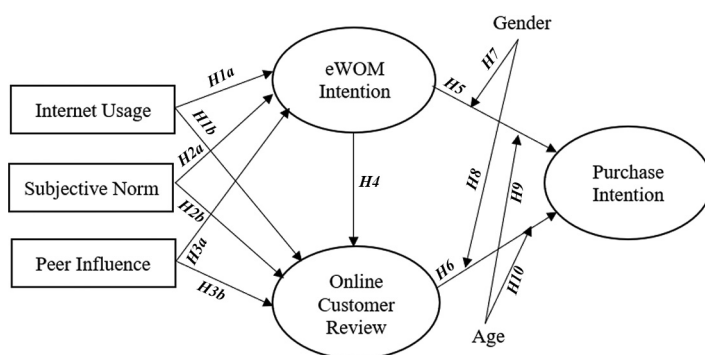 Gender
Internet Usage
H1a
H1b
eWOM
Intention
H5
H7
Subjective Norm
H2a
H2b
H4
H8
H9
Purchase
Intention
Peer Influence
H3a
H3b
Online
Customer
Review
H6
H10
Age